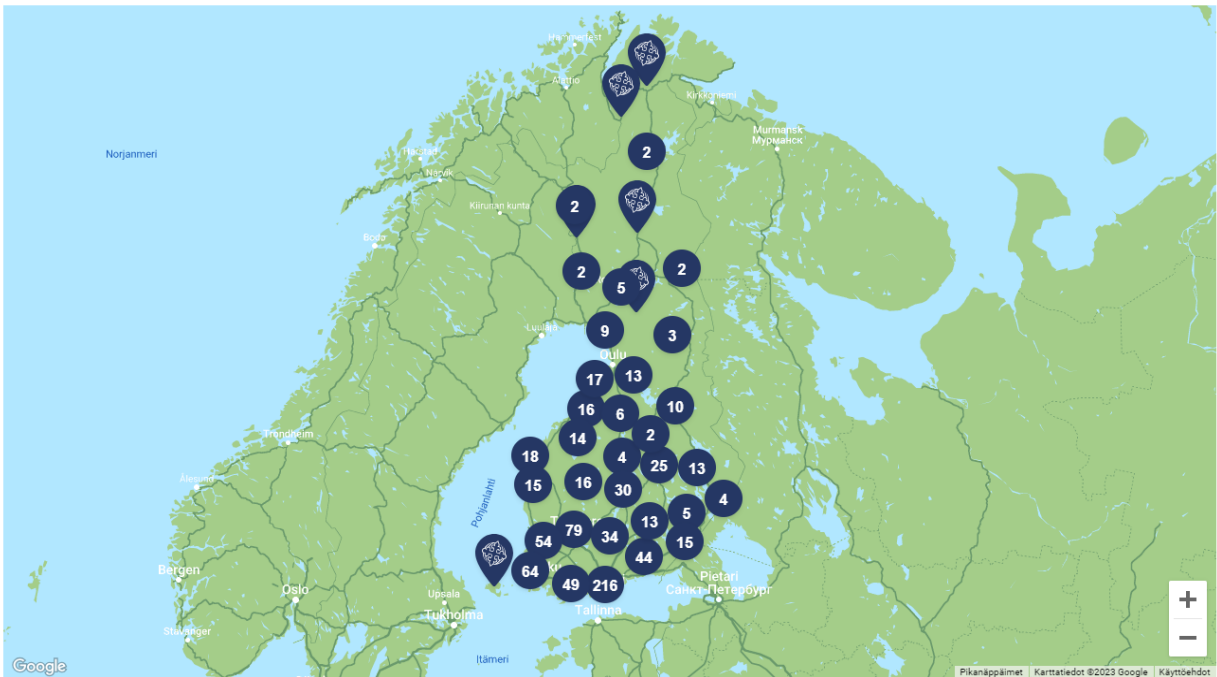 Hammerfest
Alattio
Kirkkoniemi
Murmansk
Мурманск
2
Norjanmeri
Harstad
Narvik
Kiirunan kunta
2
Bodø
2
2
5
9
3
Luulaja
Oulu
17
13
16
6
10
14
2
Trondheim
18
4
25
13
Ålesund
15
16
30
4
Pohjanlahti
5
13
79
34
54
15
44
64
Bergen
49
216
Pietari
Санкт-Петербург
Oslo
Upsala
Tukholma
Tallinna
Stavanger
Itämeri
+
−
Google
Pikanäppäimet
Karttatiedot ©2023 Google
Käyttöehdot